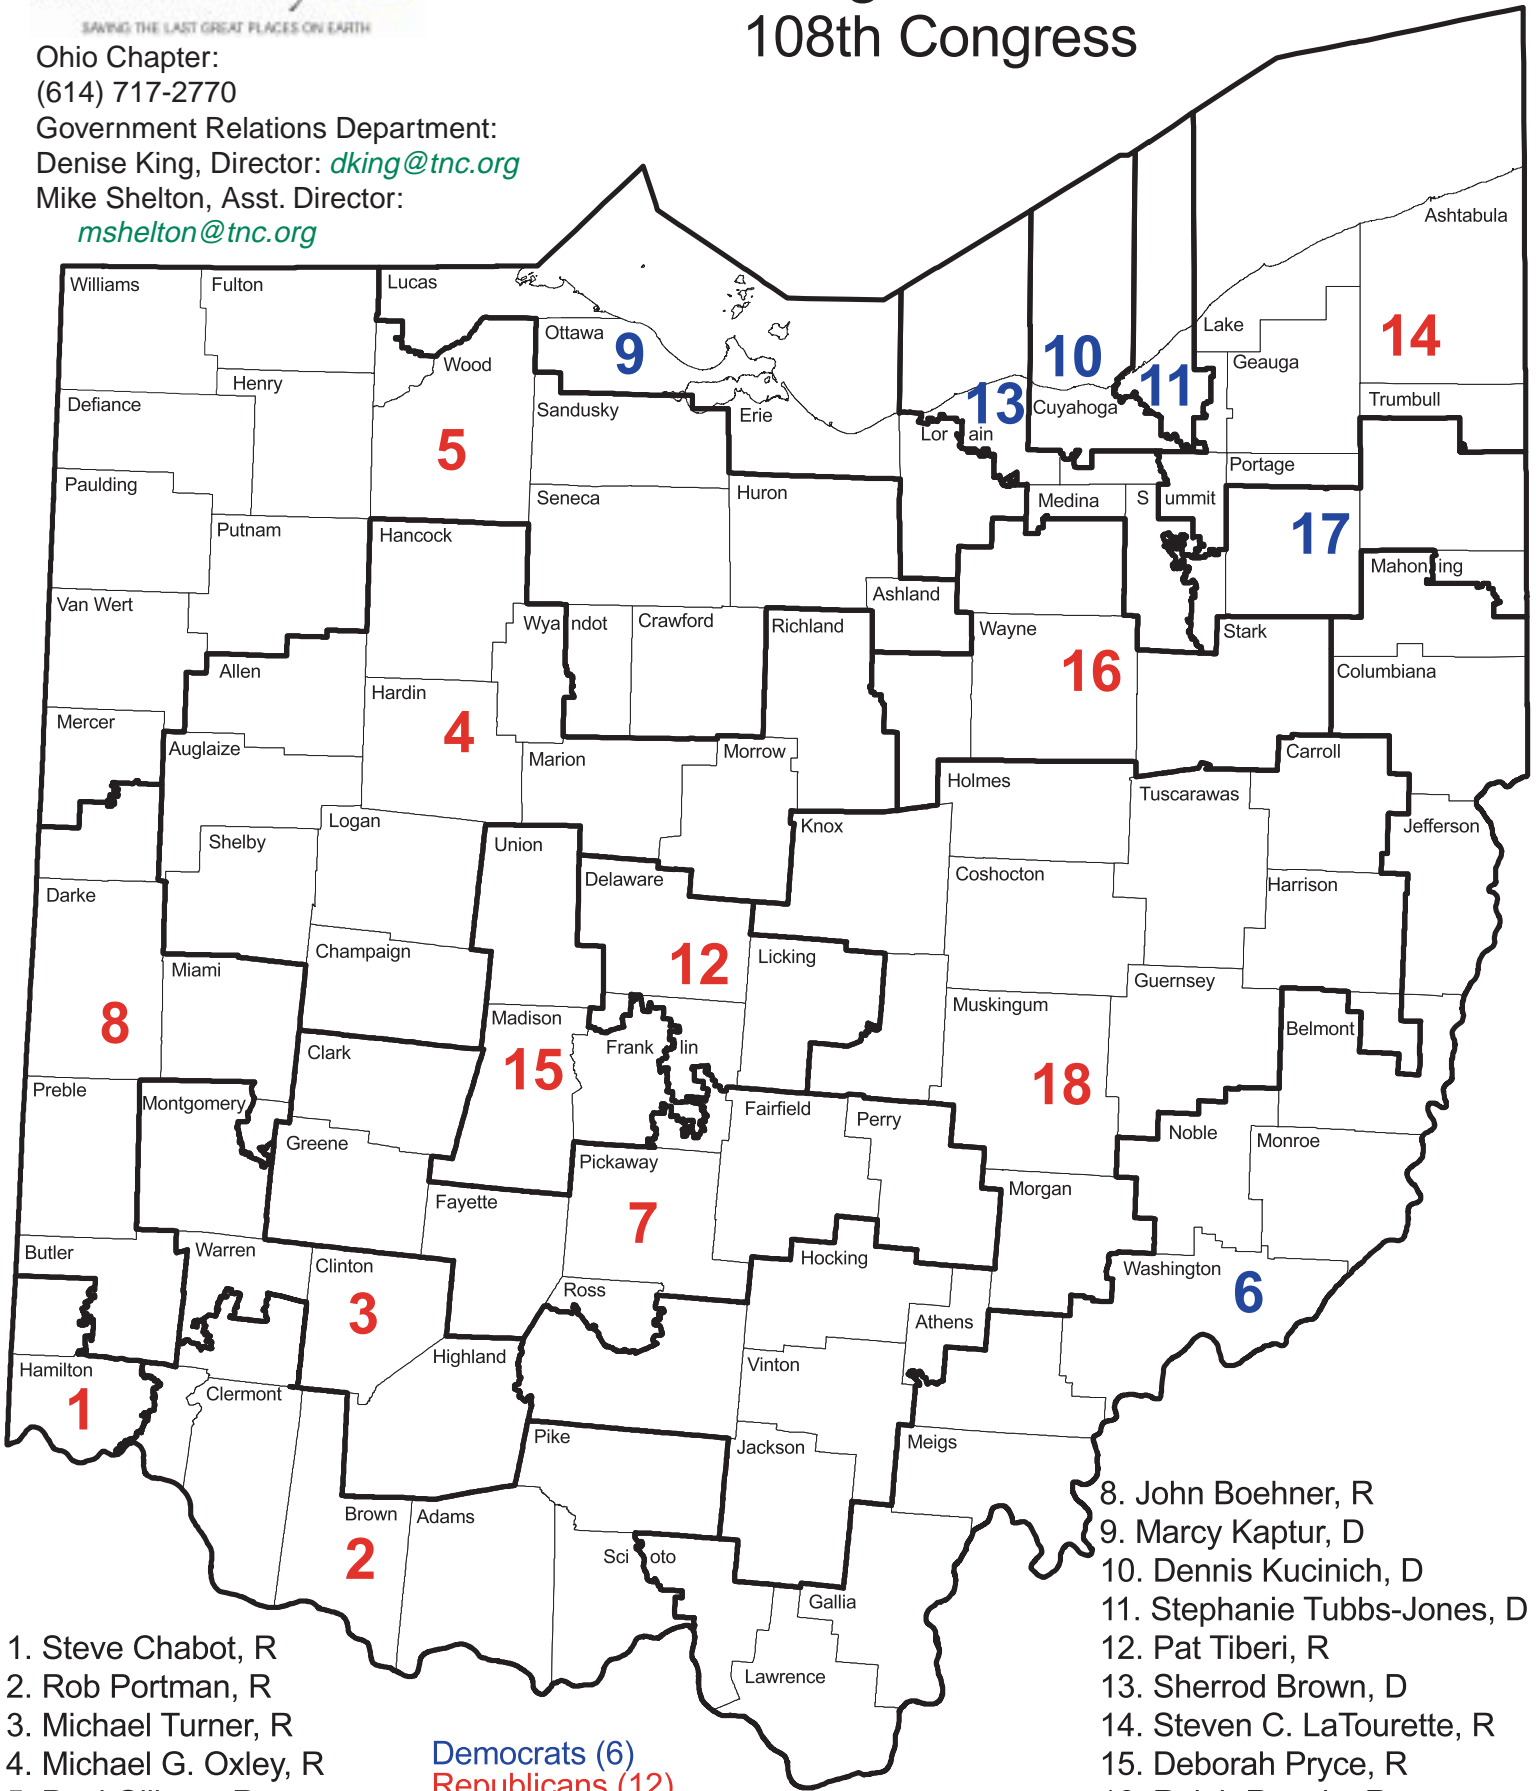 SAVING THE LAST GREAT PLACES ON EARTH
108th Congress
Ohio Chapter:
(614) 717-2770
Government Relations Department:
Denise King, Director: dking@tnc.org
Mike Shelton, Asst. Director:
mshelton@tnc.org
Ashtabula
Williams
Fulton
Lucas
Ottawa
9
Wood
Lake
14
10
Geauga
11
Henry
Defiance
Sandusky
Erie
13
Cuyahoga
Trumbull
Lor ain
5
Portage
Paulding
Seneca
Huron
Medina
S ummit
Putnam
Hancock
17
Mahon ing
Van Wert
Ashland
Wya ndot
Crawford
Richland
Wayne
Stark
16
Allen
Columbiana
Hardin
Mercer
4
Auglaize
Marion
Morrow
Carroll
Holmes
Tuscarawas
Logan
Knox
Jefferson
Shelby
Union
Delaware
Coshocton
Harrison
Darke
Champaign
12
Licking
Miami
Guernsey
Muskingum
8
Madison
Belmont
Clark
15
Frank lin
18
Preble
Montgomery
Fairfield
Perry
Greene
Noble
Monroe
Pickaway
Fayette
7
Morgan
Butler
Warren
Clinton
Hocking
Washington
6
Ross
3
Athens
Hamilton
Highland
Vinton
1
Clermont
Pike
Jackson
Meigs
Brown
Adams
2
Sci oto
Gallia
Lawrence
1. Steve Chabot, R
2. Rob Portman, R
3. Michael Turner, R
4. Michael G. Oxley, R
Democrats (6)
Republicans (12)
8. John Boehner, R
9. Marcy Kaptur, D
10. Dennis Kucinich, D
11. Stephanie Tubbs-Jones, D
12. Pat Tiberi, R
13. Sherrod Brown, D
14. Steven C. LaTourette, R
15. Deborah Pryce, R